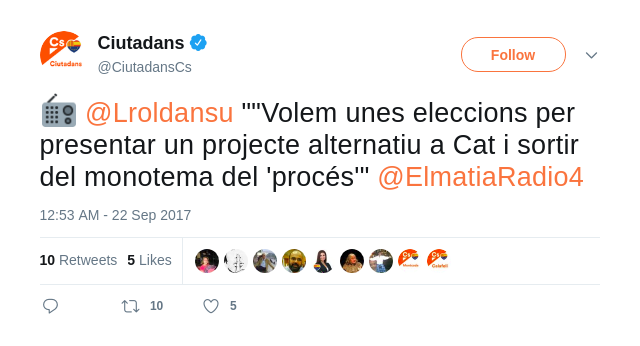 Cs
Ciutadans
Ciutadans
@CiutadansCs
Follow
@Lroldansu ""Volem unes eleccions per
presentar un projecte alternatiu a Cat i sortir
del monotema del 'procés'" @ElmatiaRadio4
12:53 AM - 22 Sep 2017
10 Retweets 5 Likes
10 5